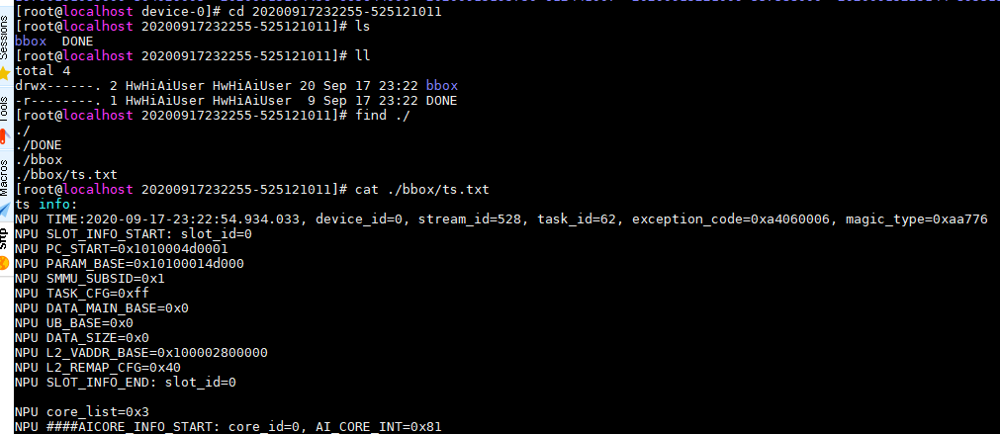 [root@localhost device-0]# cd 20200917232255-525121011
[root@localhost 20200917232255-525121011]# ls
bbox  DONE
[root@localhost 20200917232255-525121011]# ll
total 4
drwx------. 2 HwHiAiUser HwHiAiUser 20 Sep 17 23:22 bbox
-r--------. 1 HwHiAiUser HwHiAiUser  9 Sep 17 23:22 DONE
[root@localhost 20200917232255-525121011]# find ./
./
./DONE
./bbox
./bbox/ts.txt
[root@localhost 20200917232255-525121011]# cat ./bbox/ts.txt
ts info:
NPU TIME:2020-09-17-23:22:54.934.033, device_id=0, stream_id=528, task_id=62, exception_code=0xa4060006, magic_type=0xaa776
NPU SLOT_INFO_START: slot_id=0
NPU PC_START=0x1010004d0001
NPU PARAM_BASE=0x10100014d000
NPU SMMU_SUBSID=0x1
NPU TASK_CFG=0xff
NPU DATA_MAIN_BASE=0x0
NPU UB_BASE=0x0
NPU DATA_SIZE=0x0
NPU L2_VADDR_BASE=0x100002800000
NPU L2_REMAP_CFG=0x40
NPU SLOT_INFO_END: slot_id=0
NPU core_list=0x3
NPU ####AICORE_INFO_START: core_id=0, AI_CORE_INT=0x81
Sessions
Tools
Macros
Sftp